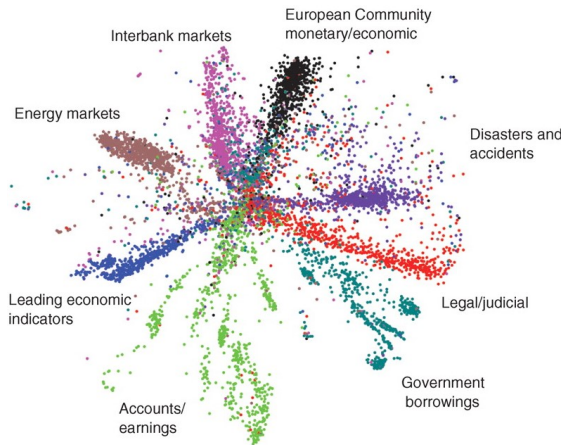 European Community
monetary/economic
Interbank markets
Energy markets
Disasters and
accidents
Leading economic
indicators
Legal/judicial
Government
borrowings
Accounts/
earnings